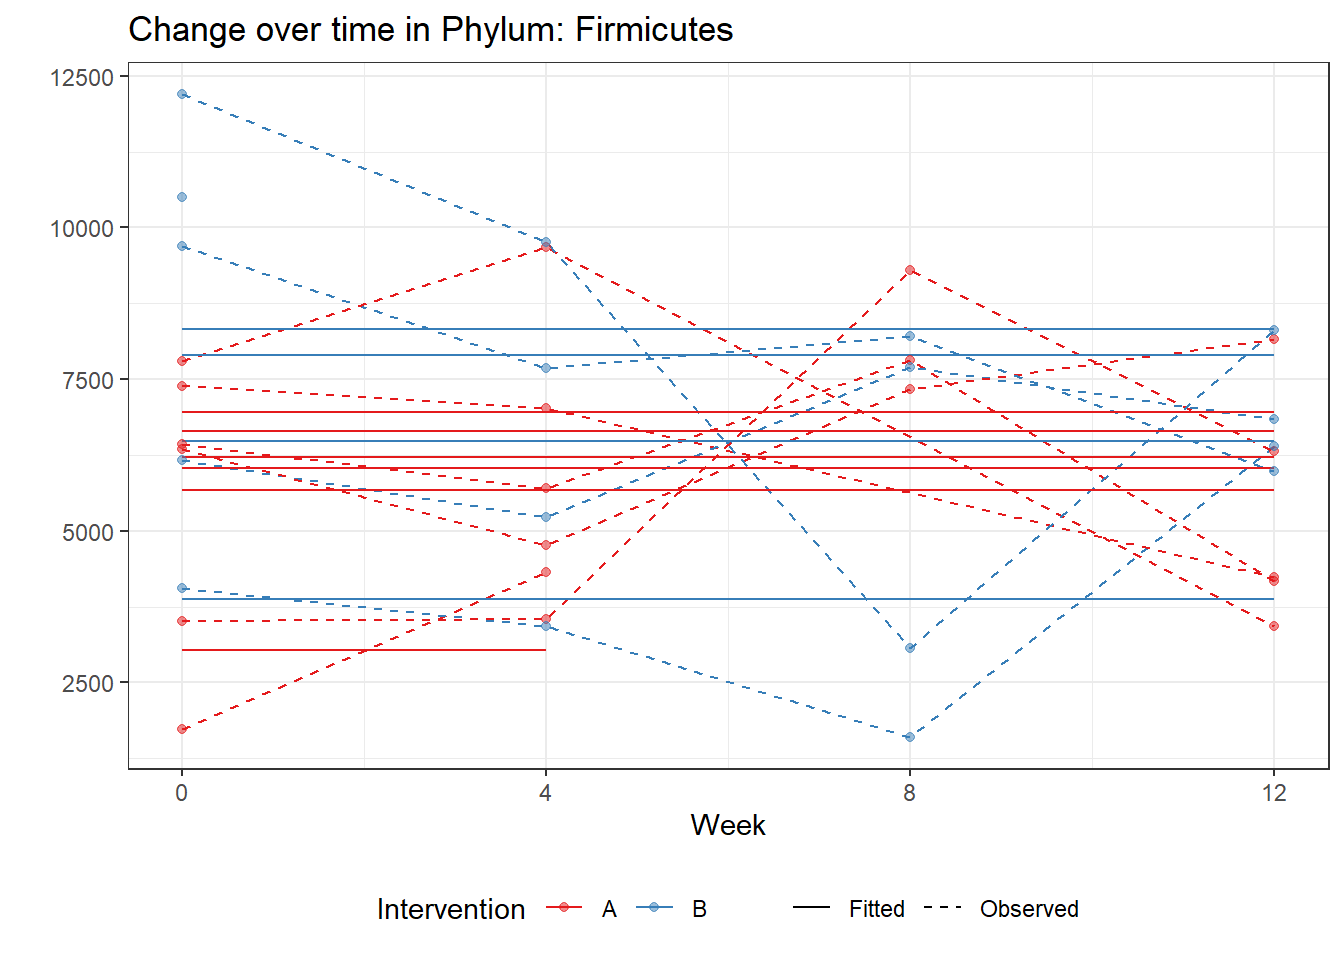 Change over time in Phylum: Firmicutes
12500
10000
7500
5000
2500
0 4 8 12
Week
Intervention A B Fitted Observed